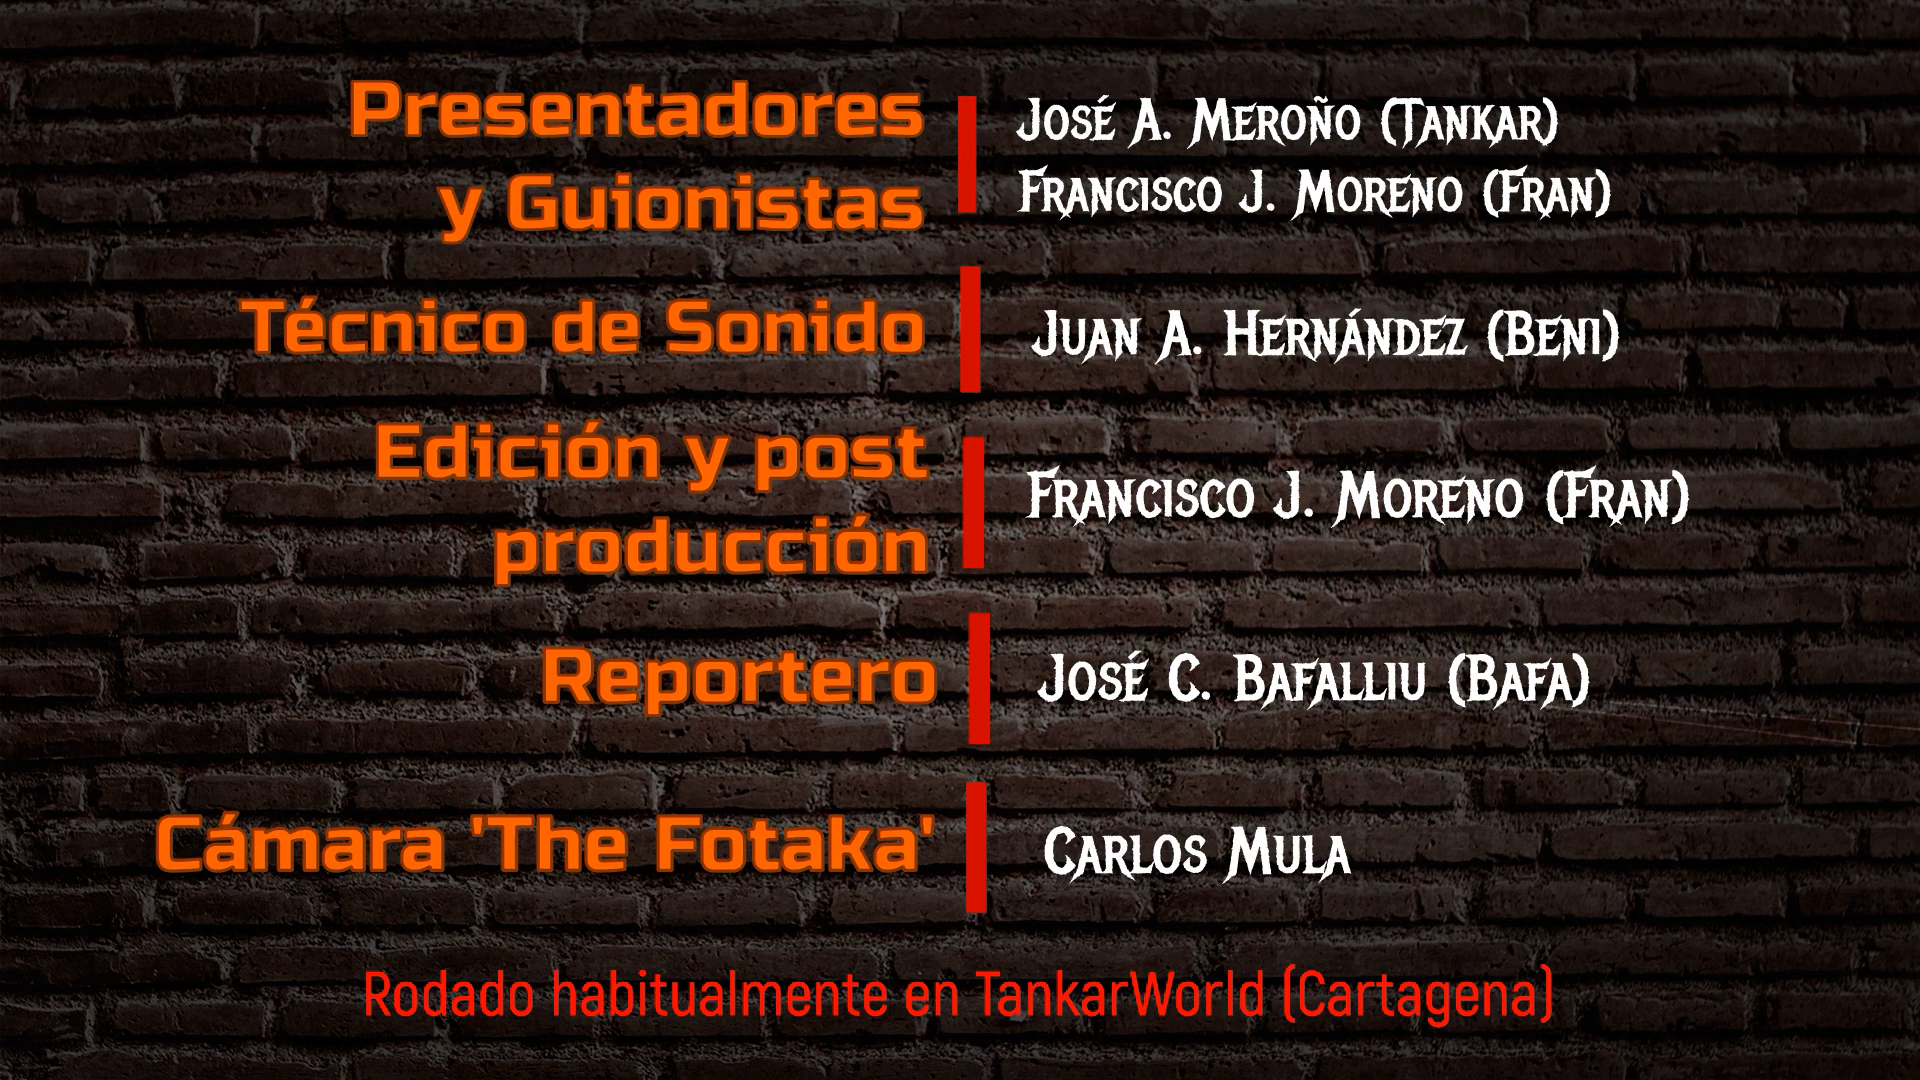 Presentadores
y Guionistas
José A. Meroño (Tankar)
Francisco J. Moreno (Fran)
Técnico de Sonido
Juan A. Hernández (Beni)
Edición y post
producción
Francisco J. Moreno (Fran)
Reportero
José C. Bafalliu (Bafa)
Cámara 'The Fotaka'
Carlos Mula
Rodado habitualmente en TankarWorld (Cartagena)